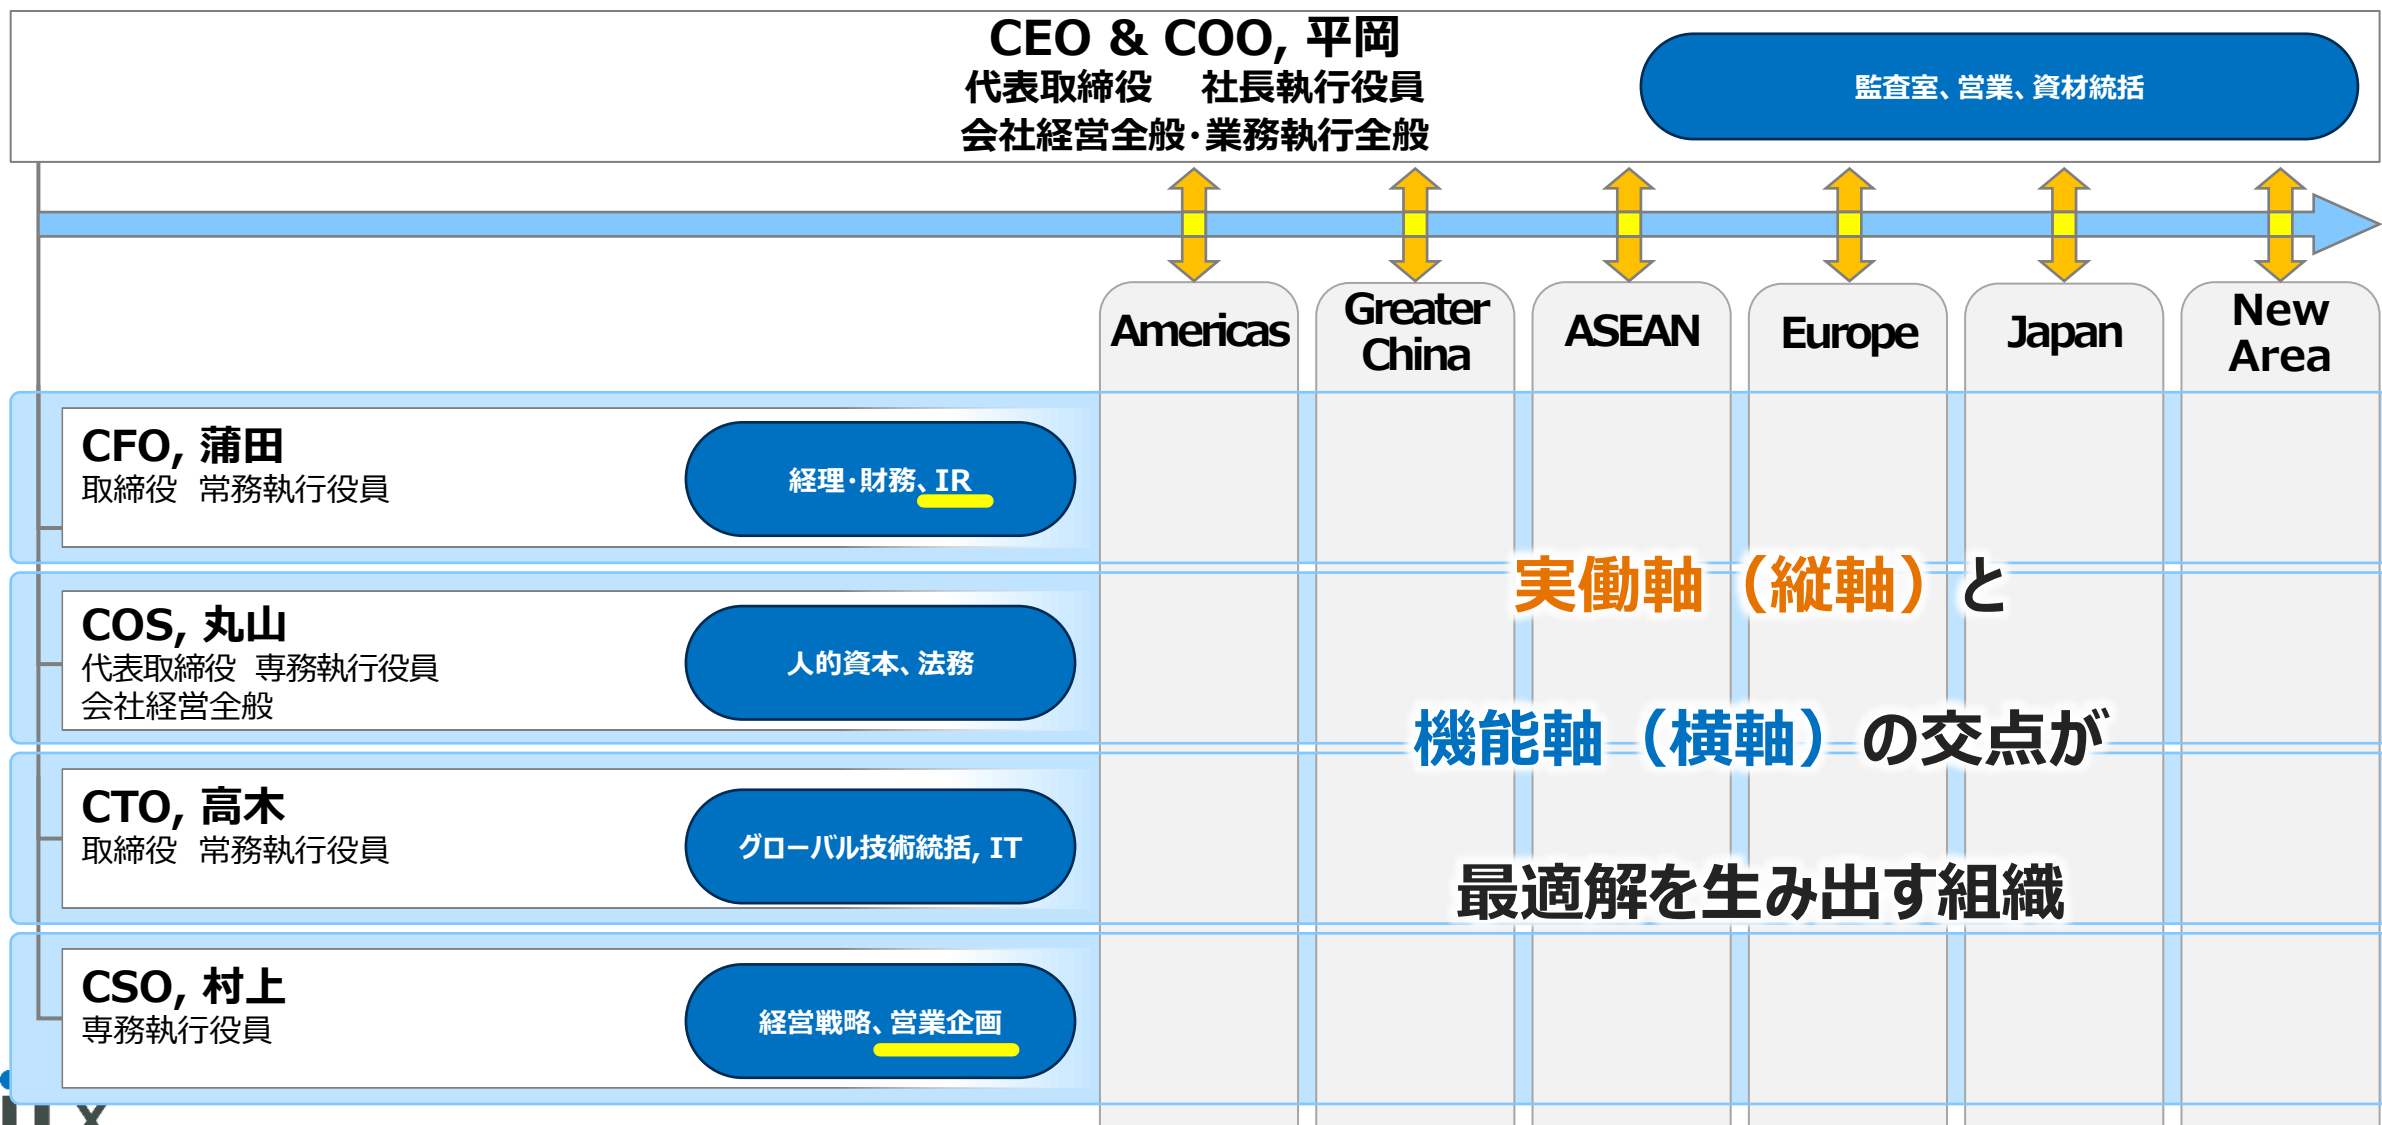 CEO & COO, 平岡
代表取締役　社長執行役員
会社経営全般・業務執行全般
監査室、営業、資材統括
Americas
Greater
China
ASEAN
Europe
Japan
New
Area
CFO, 蒲田
取締役　常務執行役員
経理・財務、IR
COS, 丸山
代表取締役　専務執行役員
会社経営全般
人的資本、法務
CTO, 高木
取締役　常務執行役員
グローバル技術統括, IT
CSO, 村上
専務執行役員
経営戦略、営業企画
実働軸（縦軸）と
機能軸（横軸）の交点が
最適解を生み出す組織